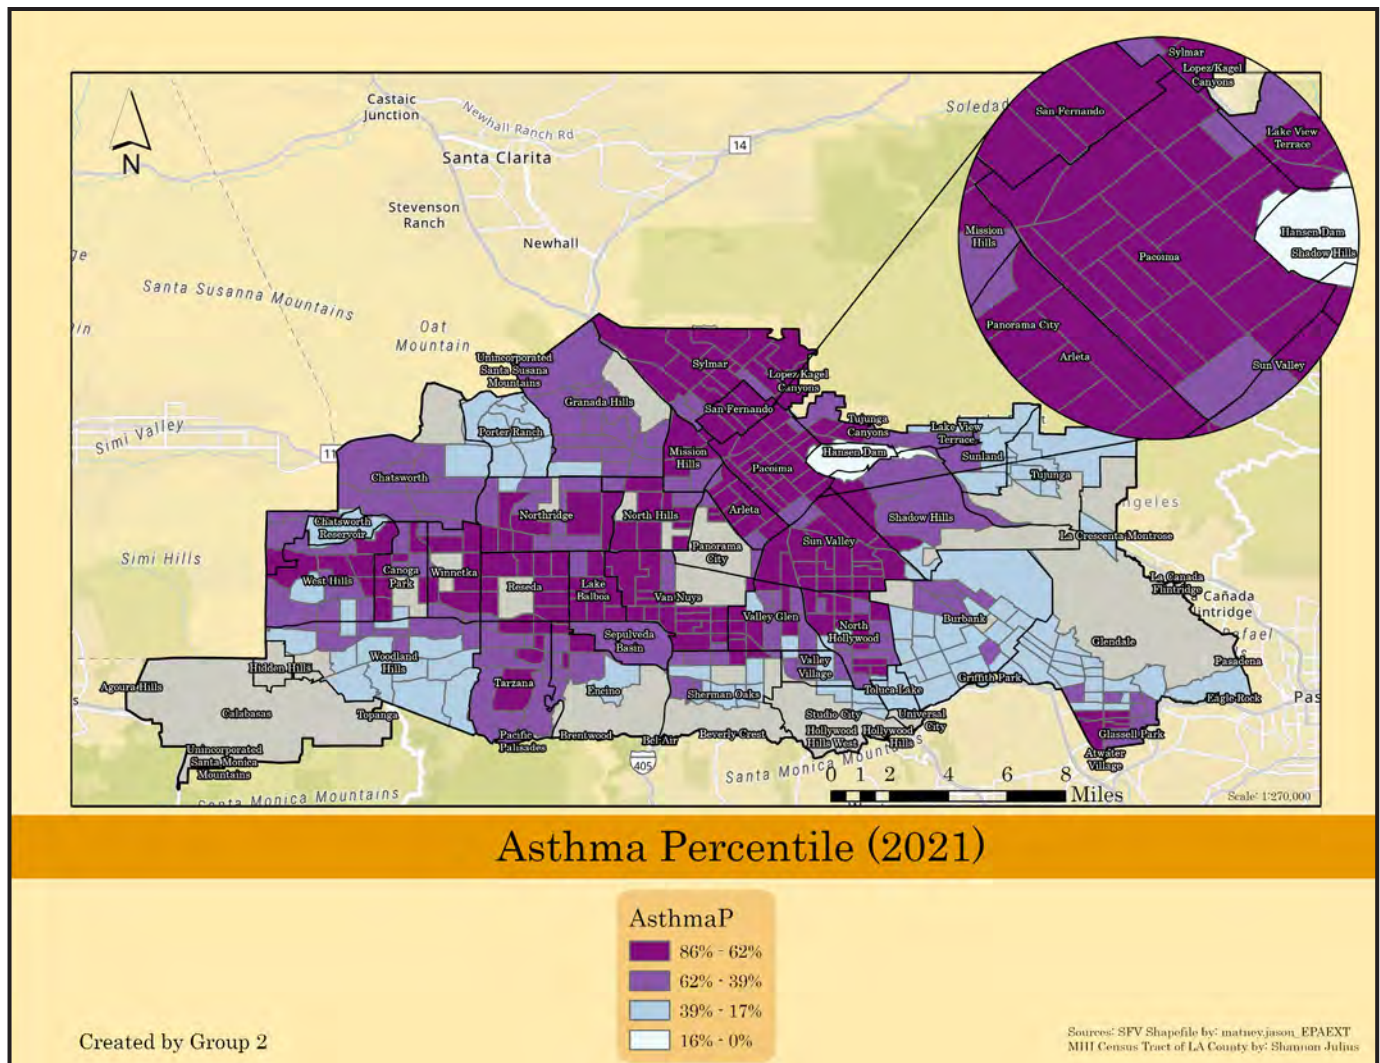 Castaic
Junction
Newhall Ranch Rd
Soledad
14
Santa Clarita
Stevenson
Ranch
Newhall
Santa Susanna Mountains
Oat
Mountain
Simi Valley
11
Simi Hills
Sylmar
Lopez/Kagel
Canyons
San Fernando
Lake View
Terrace
Mission
Hills
Hansen Dam
Shadow Hills
Pacoima
Panorama City
Arleta
Sun Valley
Unincorporated
Santa Susana
Mountains
Sylmar
Lopez/Kagel
Canyons
Granada Hills
San Fernando
Porter Ranch
Tujunga
Canyons
Lake View
Terrace
Mission
Hills
Hansen Dam
Sunland
Pacoima
Tujunga
Chatsworth
ngeles
Chatsworth
Reservoir
Northridge
North Hills
Arleta
Shadow Hills
La Crescenta Montrose
Panorama
City
Sun Valley
West Hills
Canoga
Park
Winnetka
Reseda
Lake
Balboa
Van Nuys
La Canada
Flintridge
Cañada
lintridge
Valley Glen
North
Hollywood
Burbank
Glendale
Sepulveda
Basin
Hidden Hills
Woodland
Hills
Valley
Village
Pasadena
Agoura Hills
Tarzana
Encino
Sherman Oaks
Toluca Lake
Griffith Park
Eagle Rock
Pas
Calabasas
Topanga
Studio City
Universal
City
Hollywood
Hills West
Hollywood
Hills
Pacific
Palisades
Brentwood
Bel-Air
Beverly Crest
Glassell Park
Atwater
Village
Unincorporated
Santa Monica
Mountains
405
Santa Monica Mountains
Santa Monica Mountains
N
0 1 2 4 6 8
Miles
Scale: 1:270,000
Asthma Percentile (2021)
AsthmaP
86% - 62%
62% - 39%
39% - 17%
16% - 0%
Created by Group 2
Sources: SFV Shapefile by: matney.jason_EPAEXT
MHI Census Tract of LA County by: Shannon Julius